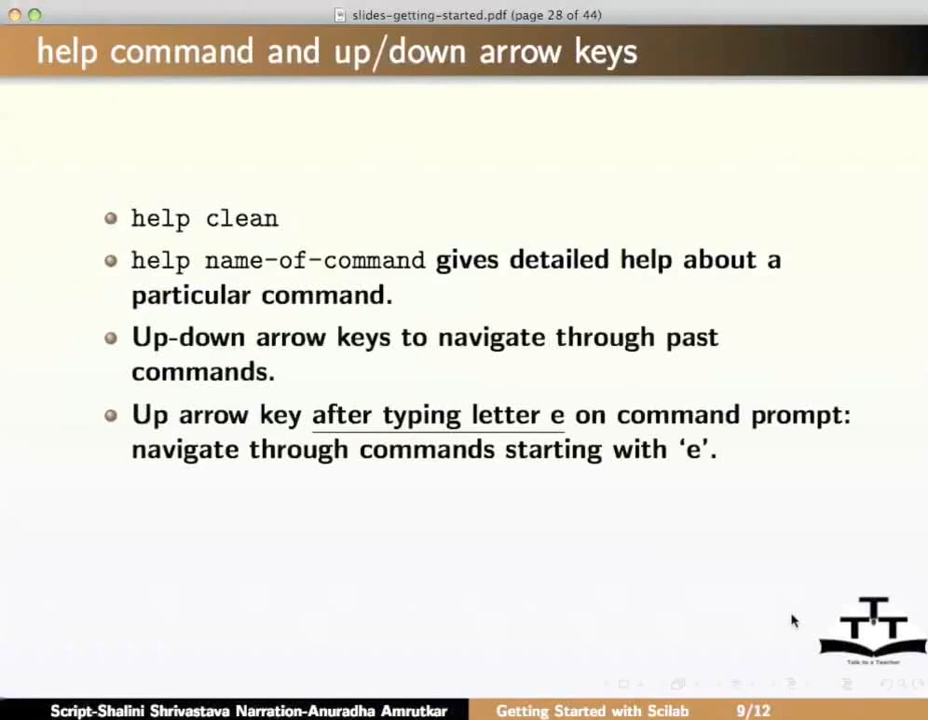 slides-getting-started.pdf (page 28 of 44)
help command and up/down arrow keys
help clean
help name-of-command gives detailed help about a
particular command.
Up-down arrow keys to navigate through past
commands.
Up arrow key after typing letter e on command prompt:
navigate through commands starting with ‘e’.
T
T T
Talk to a Teacher
Script-Shalini Shrivastava Narration-Anuradha Amrutkar Getting Started with Scilab 9/12